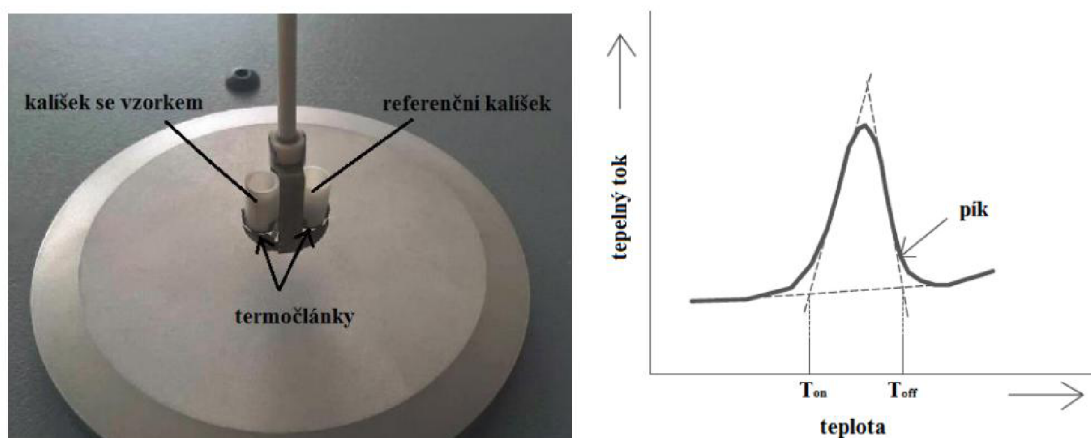 kalíšek se vzorkem
referenční kalíšek
termočlánky
tepelný tok
pík
Ton
Toff
teplota